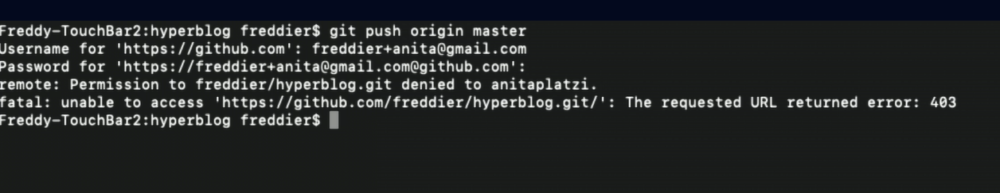 Freddy-TouchBar2:hyperblog freddier$ git push origin master
Username for 'https://github.com': freddier+anita@gmail.com
Password for 'https://freddier+anita@gmail.com@github.com':
remote: Permission to freddier/hyperblog.git denied to anitaplatzi.
fatal: unable to access 'https://github.com/freddier/hyperblog.git/': The requested URL returned error: 403
Freddy-TouchBar2:hyperblog freddier$